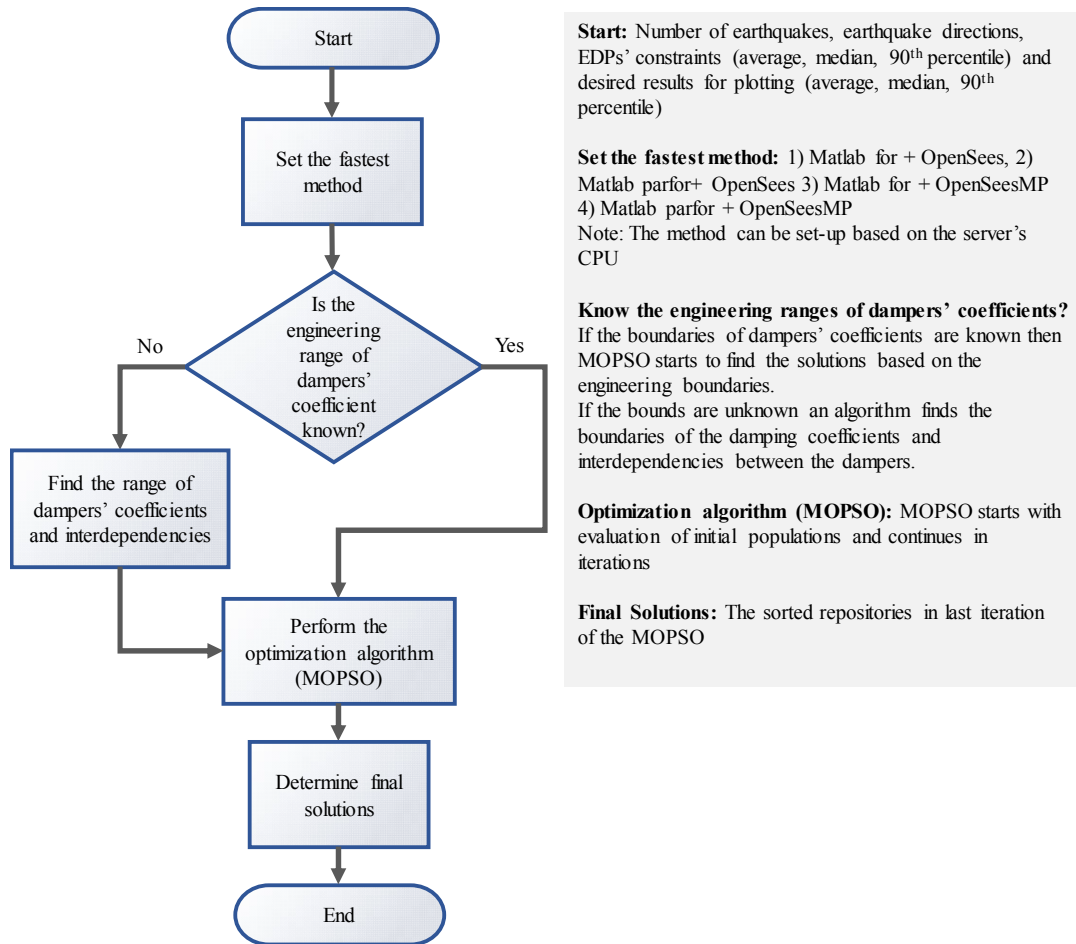 Start
Set the fastest
method
Is the
engineering
range of
dampers’
coefficient
known?
No
Yes
Find the range of
dampers’ coefficients
and interdependencies
Perform the
optimization algorithm
(MOPSO)
Determine final
solutions
End
Start: Number of earthquakes, earthquake directions,
EDPs’ constraints (average, median, 90th percentile) and
desired results for plotting (average, median, 90th
percentile)
Set the fastest method: 1) Matlab for + OpenSees, 2)
Matlab parfor+ OpenSees 3) Matlab for + OpenSeesMP
4) Matlab parfor + OpenSeesMP
Note: The method can be set-up based on the server’s
CPU
Know the engineering ranges of dampers’ coefficients?
If the boundaries of dampers’ coefficients are known then
MOPSO starts to find the solutions based on the
engineering boundaries.
If the bounds are unknown an algorithm finds the
boundaries of the damping coefficients and
interdependencies between the dampers.
Optimization algorithm (MOPSO): MOPSO starts with
evaluation of initial populations and continues in
iterations
Final Solutions: The sorted repositories in last iteration
of the MOPSO